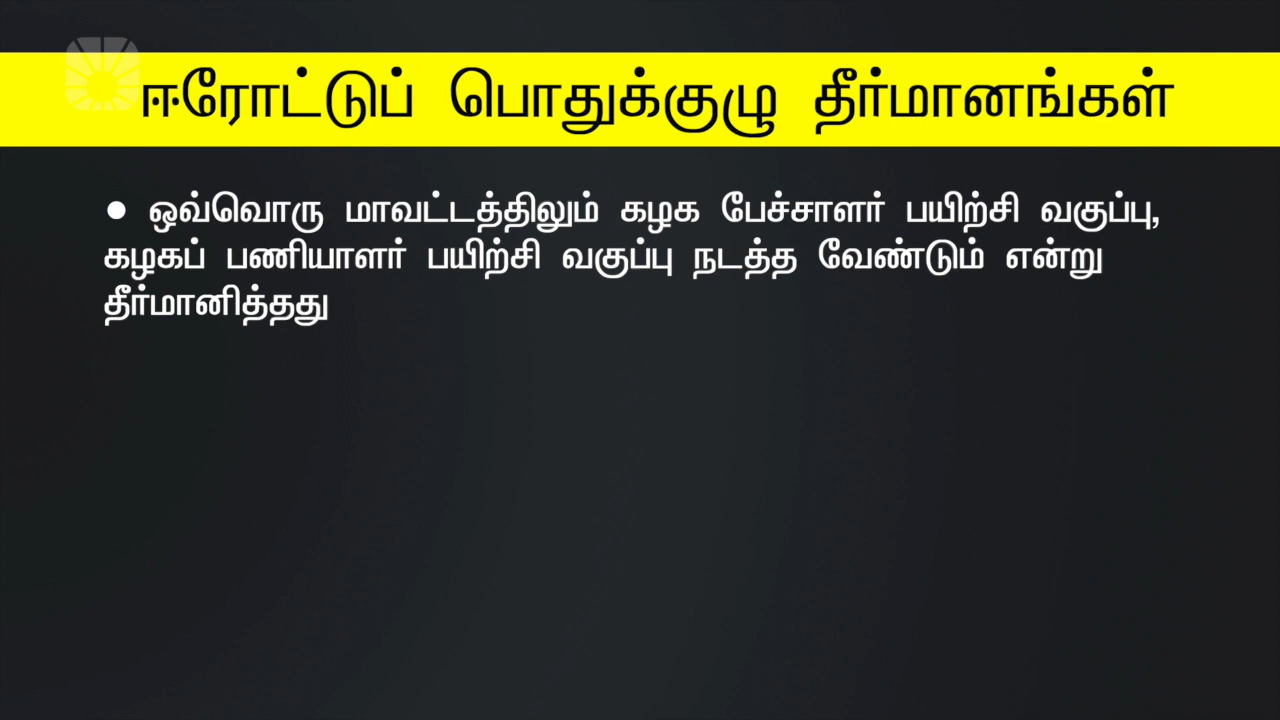 ஈரோட்டுப் பொதுக்குழு தீர்மானங்கள்
● ஒவ்வொரு மாவட்டத்திலும் கழக பேச்சாளர் பயிற்சி வகுப்பு,
கழகப் பணியாளர் பயிற்சி வகுப்பு நடத்த வேண்டும் என்று
தீர்மானித்தது